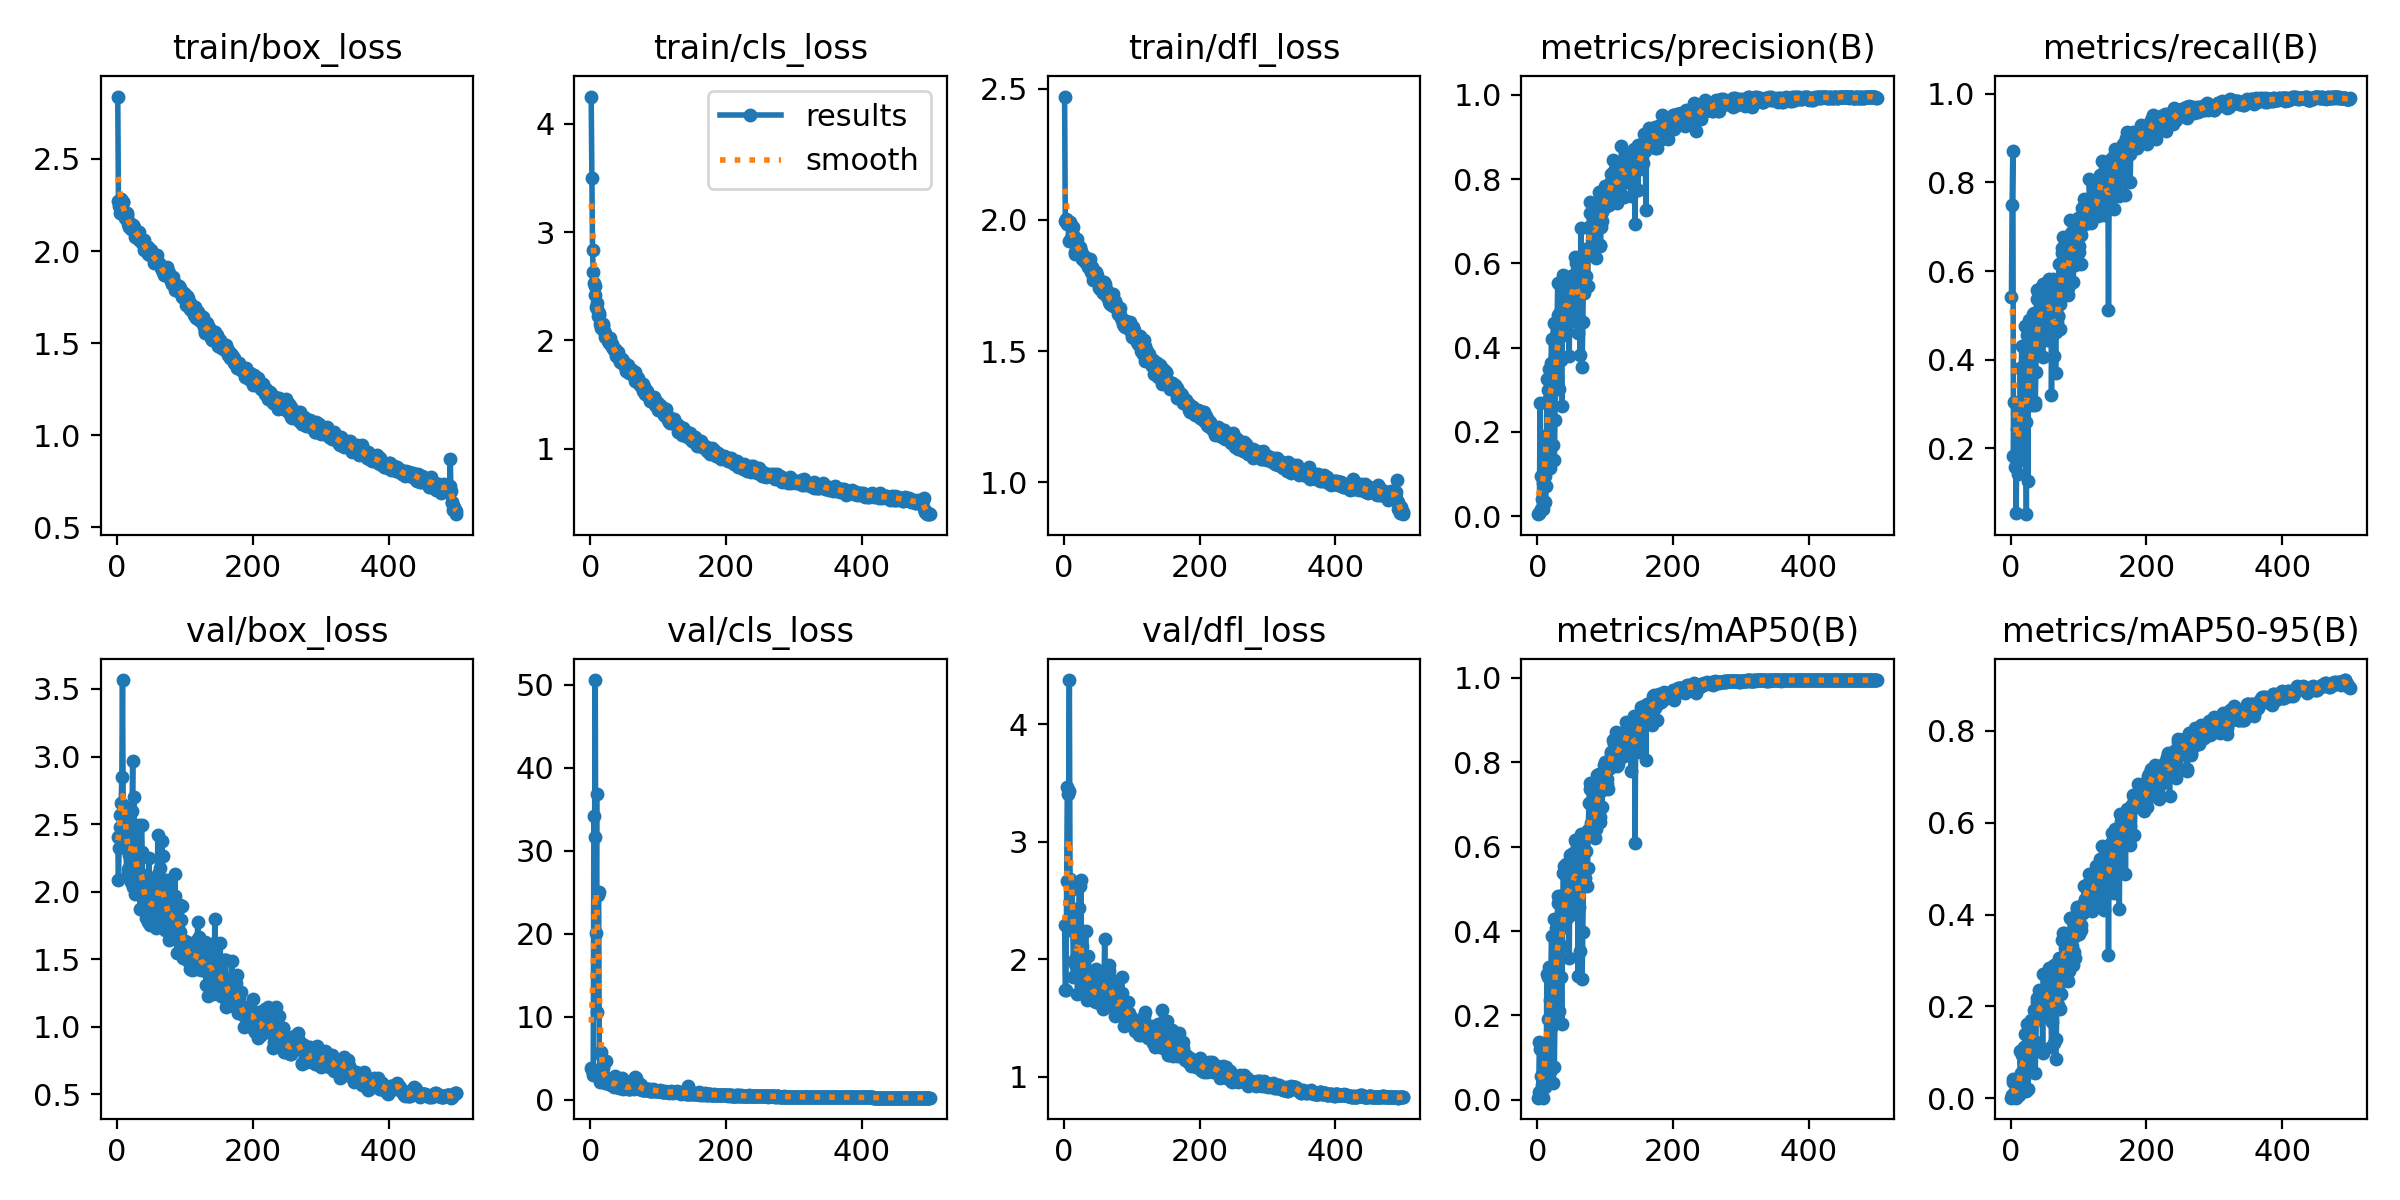 train/box_loss
2.5
2.0
1.5
1.0
0.5
0 200 400
train/cls_loss
results
smooth
4
3
2
1
0 200 400
train/dfl_loss
2.5
2.0
1.5
1.0
0 200 400
metrics/precision(B)
1.0
0.8
0.6
0.4
0.2
0.0
0 200 400
metrics/recall(B)
1.0
0.8
0.6
0.4
0.2
0 200 400
val/box_loss
3.5
3.0
2.5
2.0
1.5
1.0
0.5
0 200 400
val/cls_loss
50
40
30
20
10
0
0 200 400
val/dfl_loss
4
3
2
1
0 200 400
metrics/mAP50(B)
1.0
0.8
0.6
0.4
0.2
0.0
0 200 400
metrics/mAP50-95(B)
0.8
0.6
0.4
0.2
0.0
0 200 400